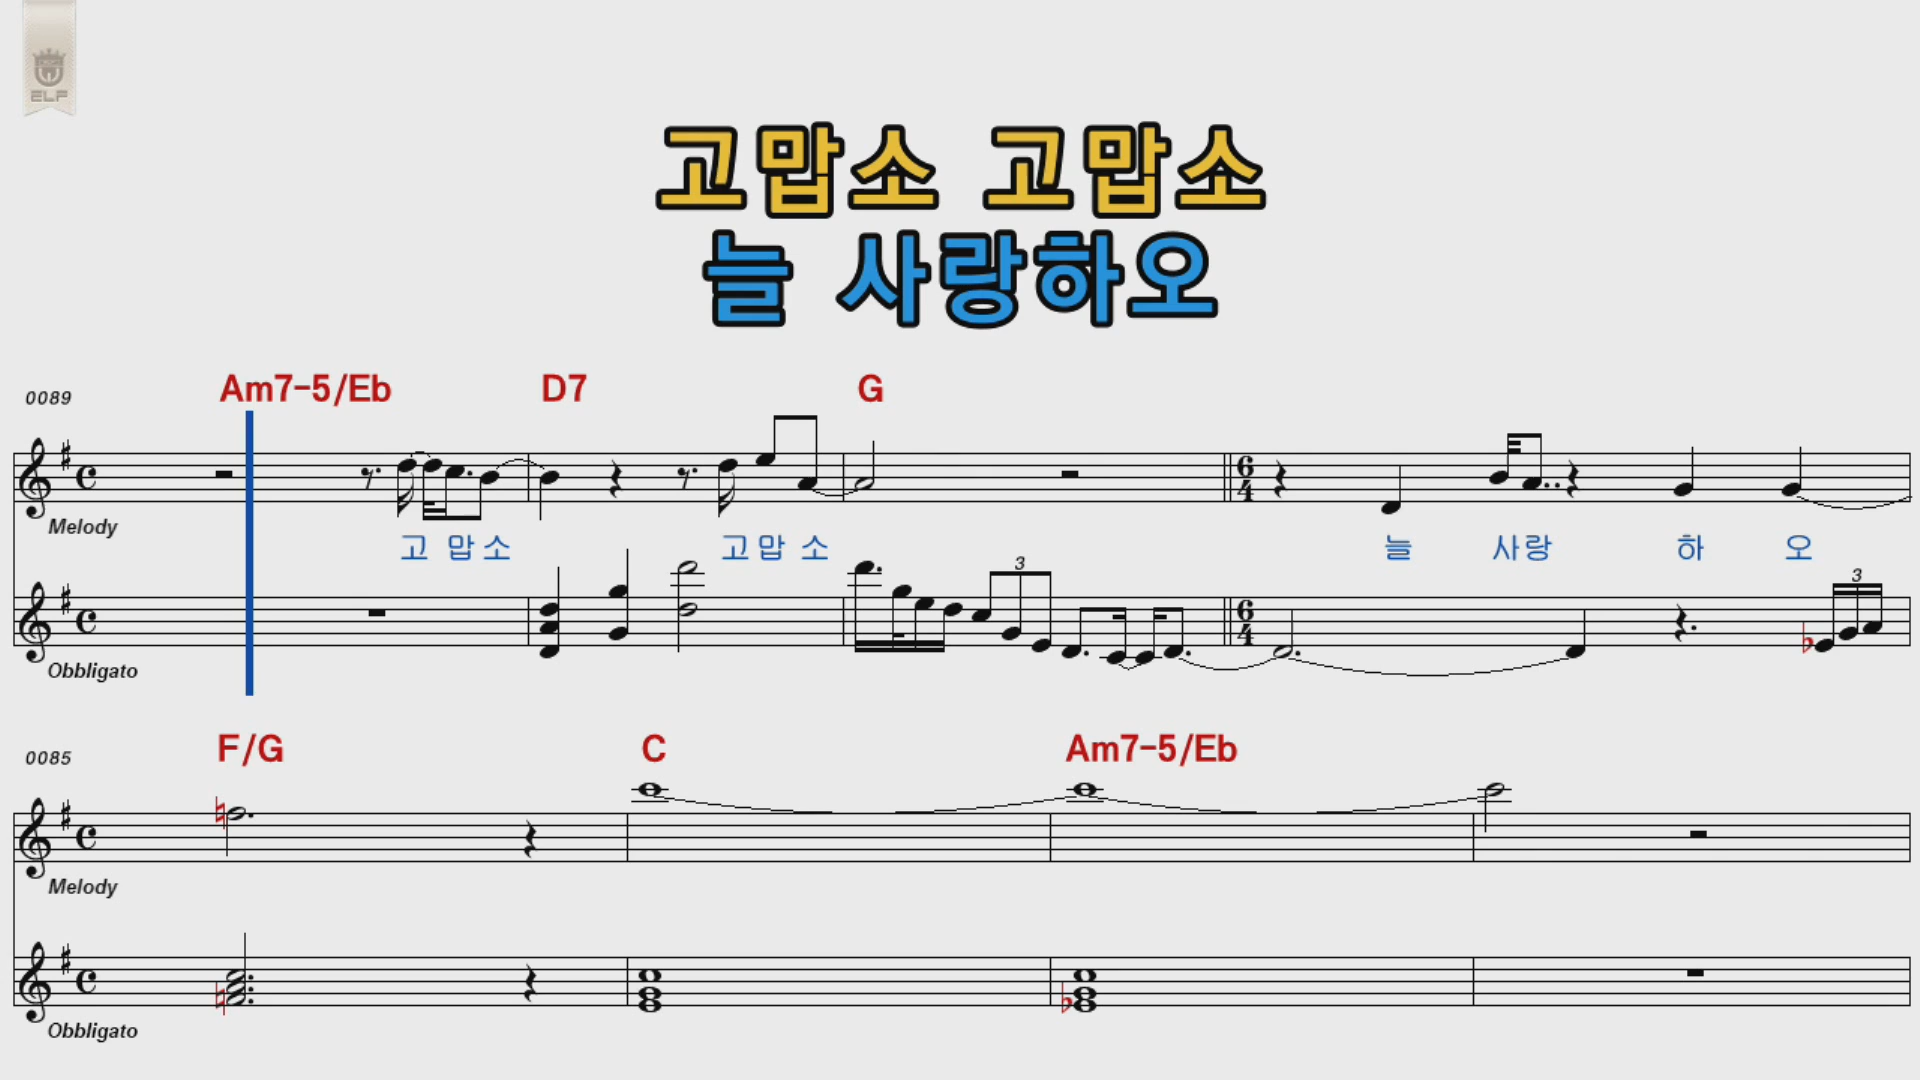 ELF
고맙소 고맙소
늘 사랑하오
0089 Am7-5/Eb D7 G
Melody
고 맙 소 고 맙 소 늘 사 랑 하 오
3 3
Obbligato
0085 F/G C Am7-5/Eb
Melody
Obbligato